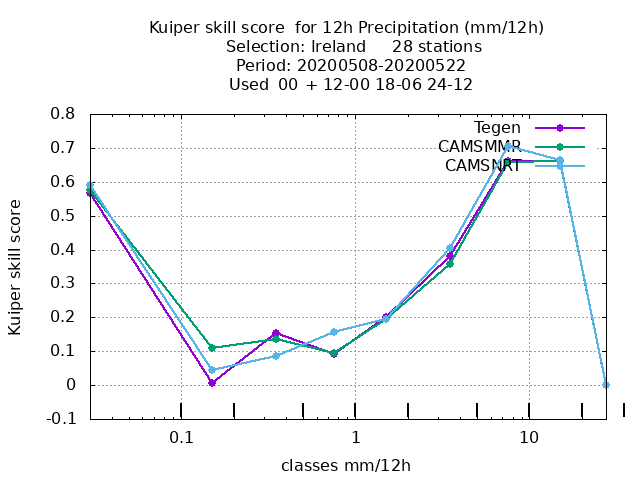 Kuiper skill score  for 12h Precipitation (mm/12h)
Selection: Ireland     28 stations
Period: 20200508-20200522
Used  00 + 12-00 18-06 24-12
Tegen
CAMSMMR
CAMSNRT
0.8
0.7
0.6
0.5
0.4
0.3
0.2
0.1
0
-0.1
Kuiper skill score
0.1 1 10
classes mm/12h